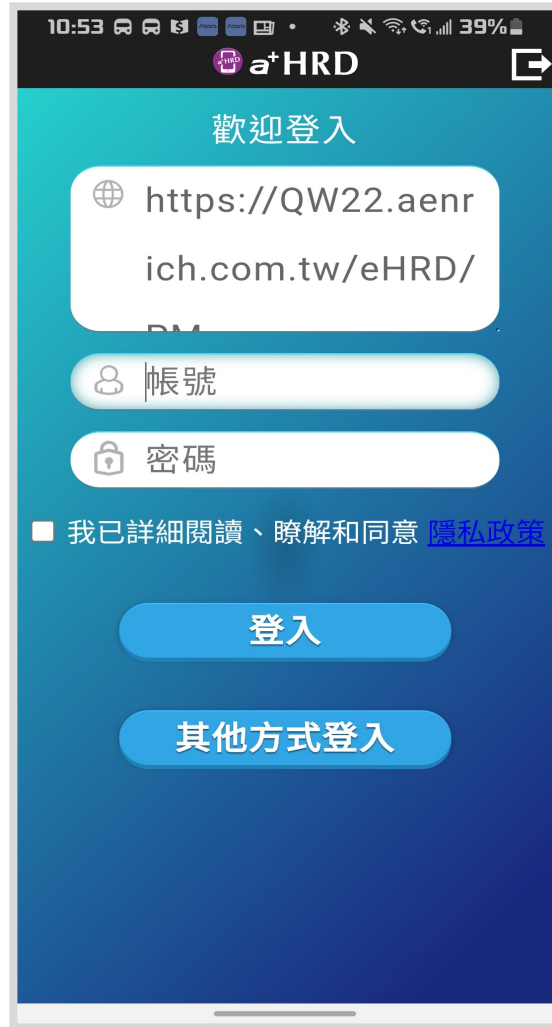 10:53 39%
a+HRD
歡迎登入
https://QW22.aenr
ich.com.tw/eHRD/
帳號
密碼
我已詳細閱讀、瞭解和同意 隱私政策
登入
其他方式登入